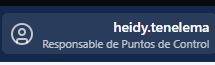 heidy.tenelema
Responsable de Puntos de Control